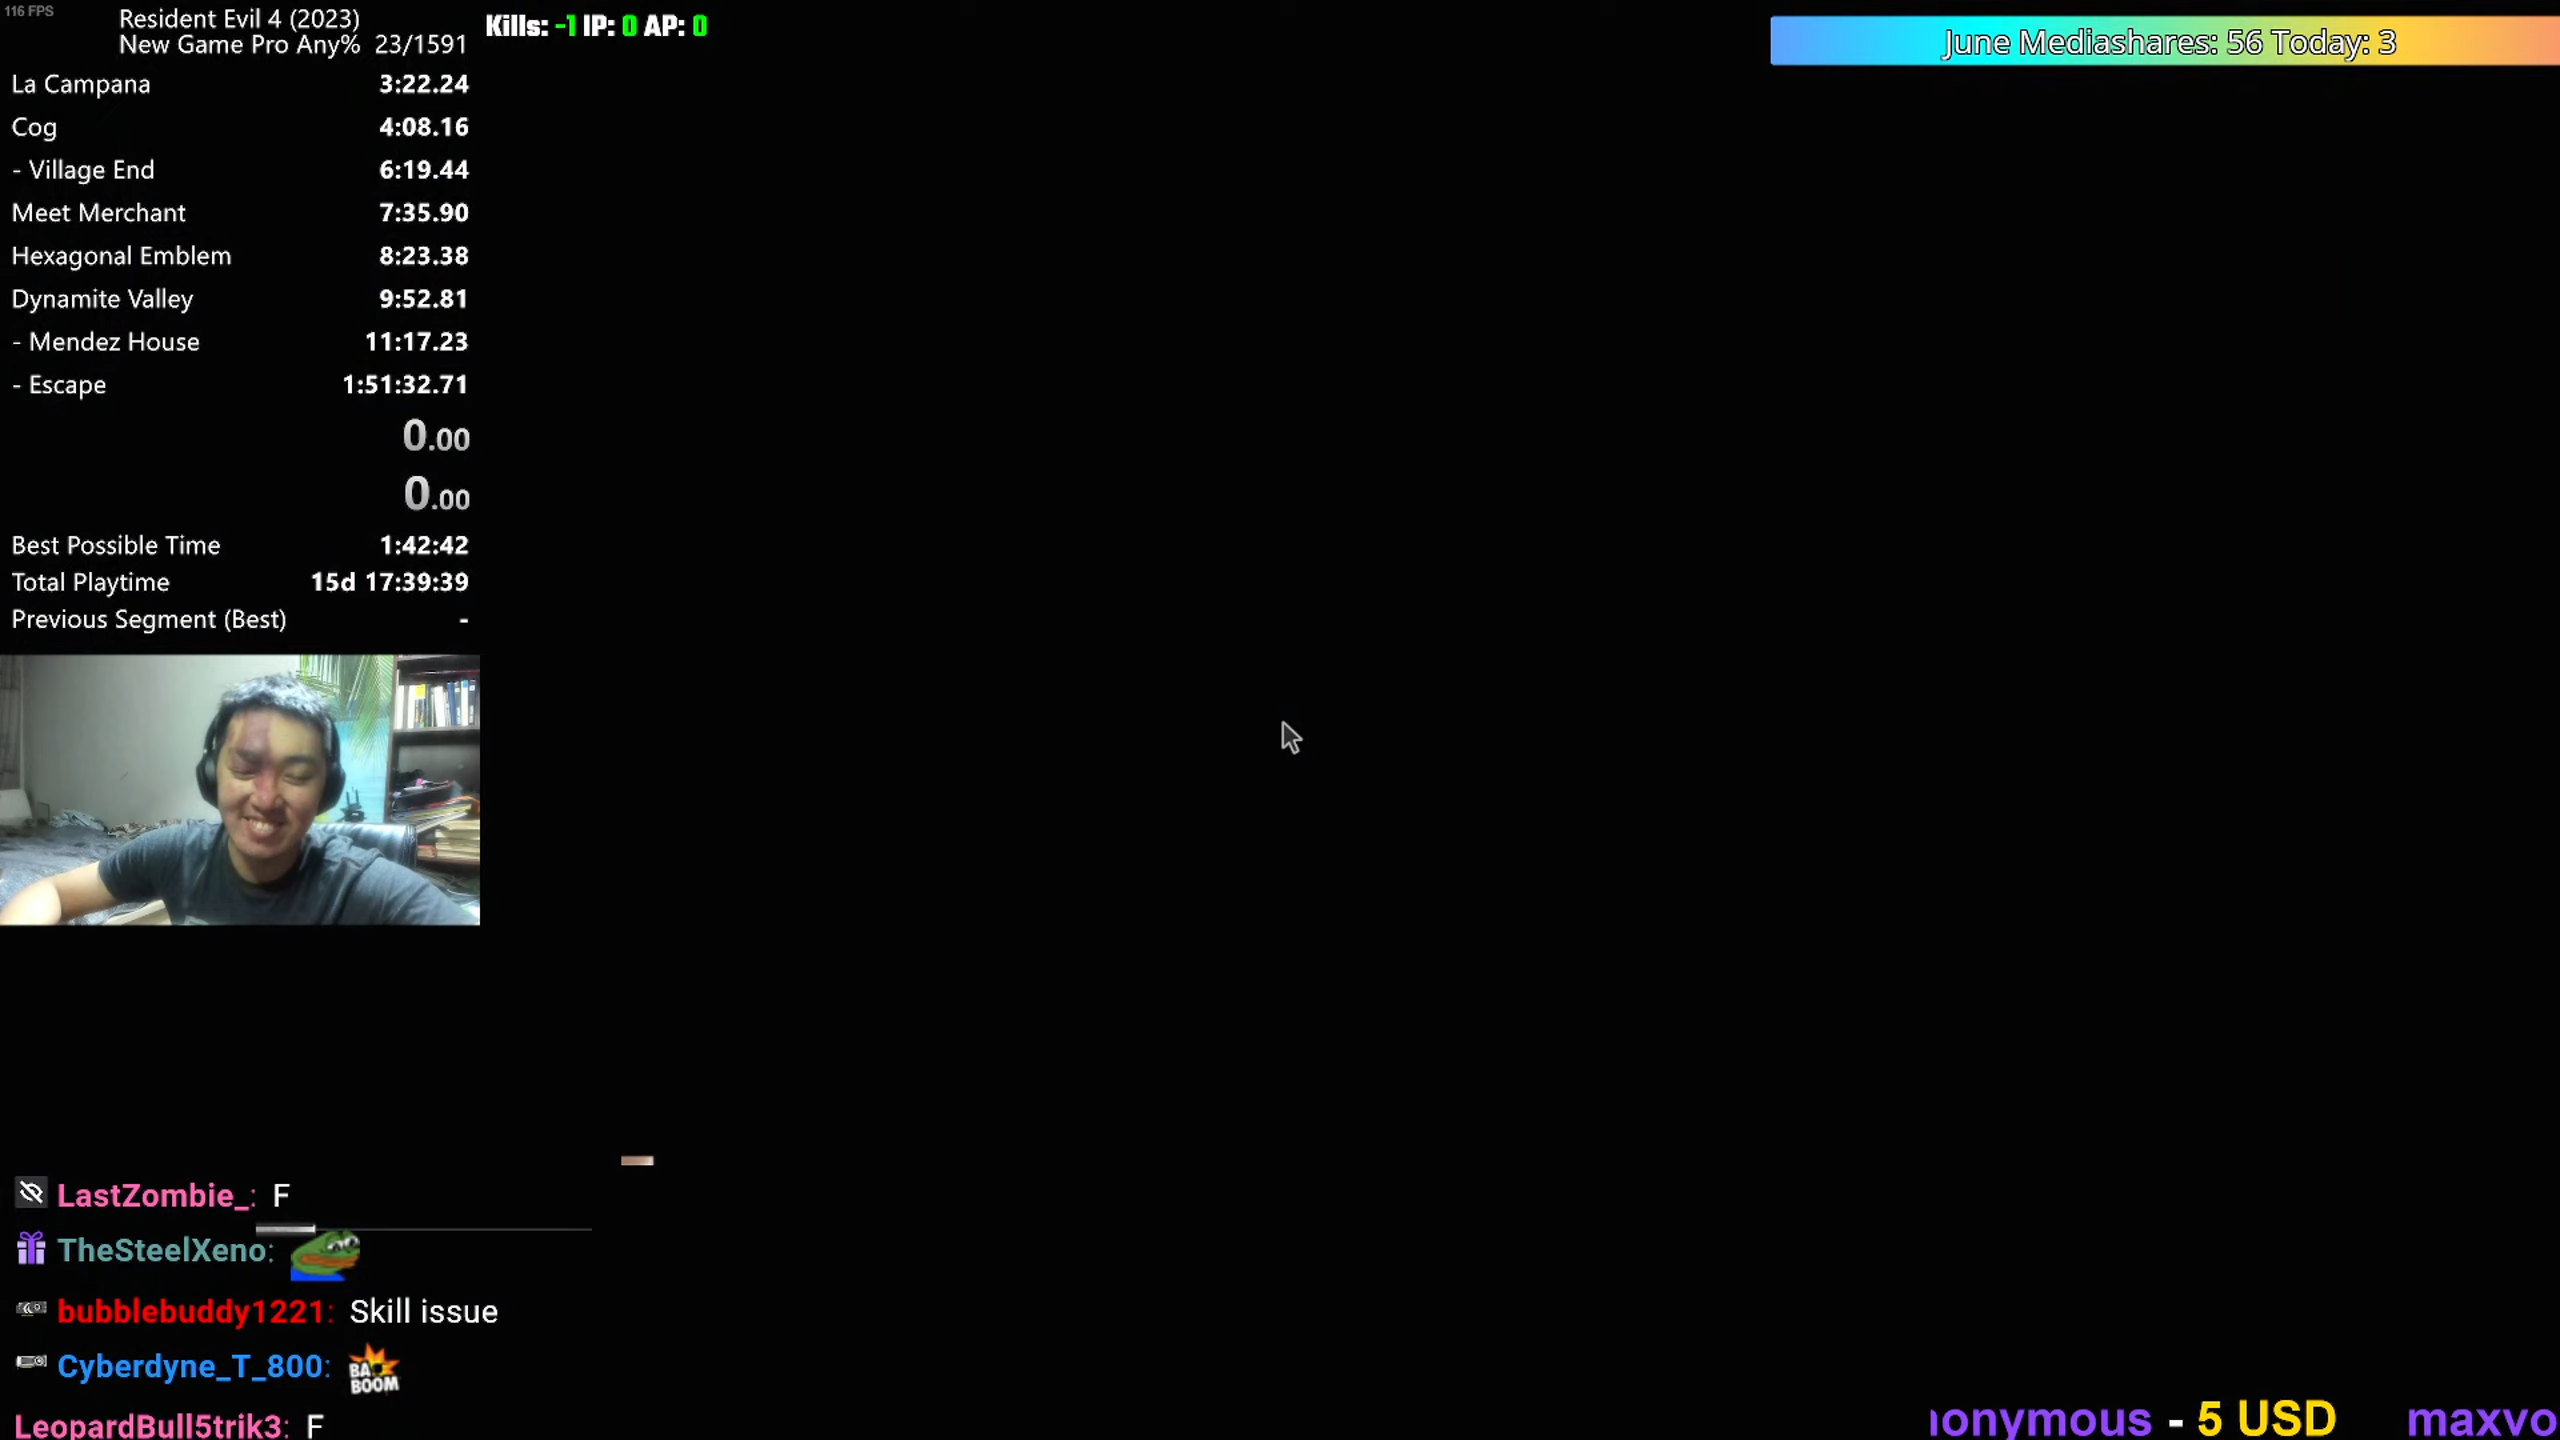 116 FPS
Resident Evil 4 (2023)
New Game Pro Any% 23/1591
Kills: -1 IP: 0 AP: 0
June Mediashares: 56 Today: 3
La Campana 3:22.24
Cog 4:08.16
- Village End 6:19.44
Meet Merchant 7:35.90
Hexagonal Emblem 8:23.38
Dynamite Valley 9:52.81
- Mendez House 11:17.23
- Escape 1:51:32.71
0.00
0.00
Best Possible Time 1:42:42
Total Playtime 15d 17:39:39
Previous Segment (Best) -
LastZombie_: F
TheSteelXeno:
bubblebuddy1221: Skill issue
Cyberdyne_T_800: BA BOOM
LeopardBull5trik3: F
onymous - 5 USD maxvo